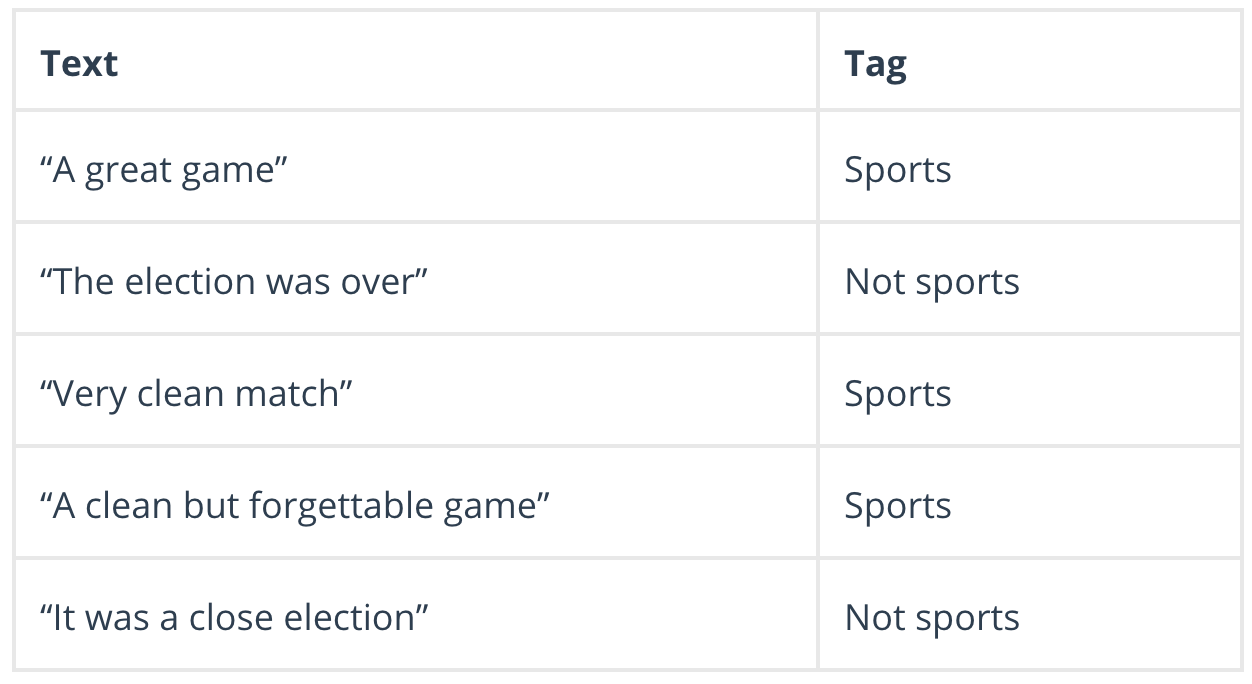 Text Tag
“A great game” Sports
“The election was over” Not sports
“Very clean match” Sports
“A clean but forgettable game” Sports
“It was a close election” Not sports